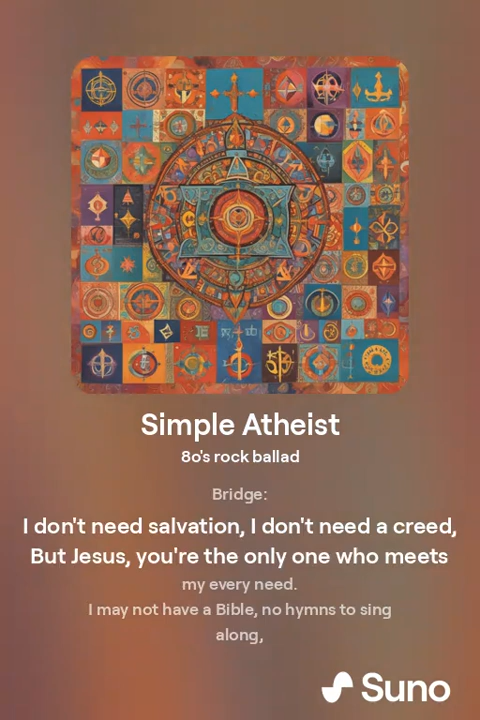 Simple Atheist
80's rock ballad
Bridge:
I don't need salvation, I don't need a creed,
But Jesus, you're the only one who meets
my every need.
I may not have a Bible, no hymns to sing
along,
Suno